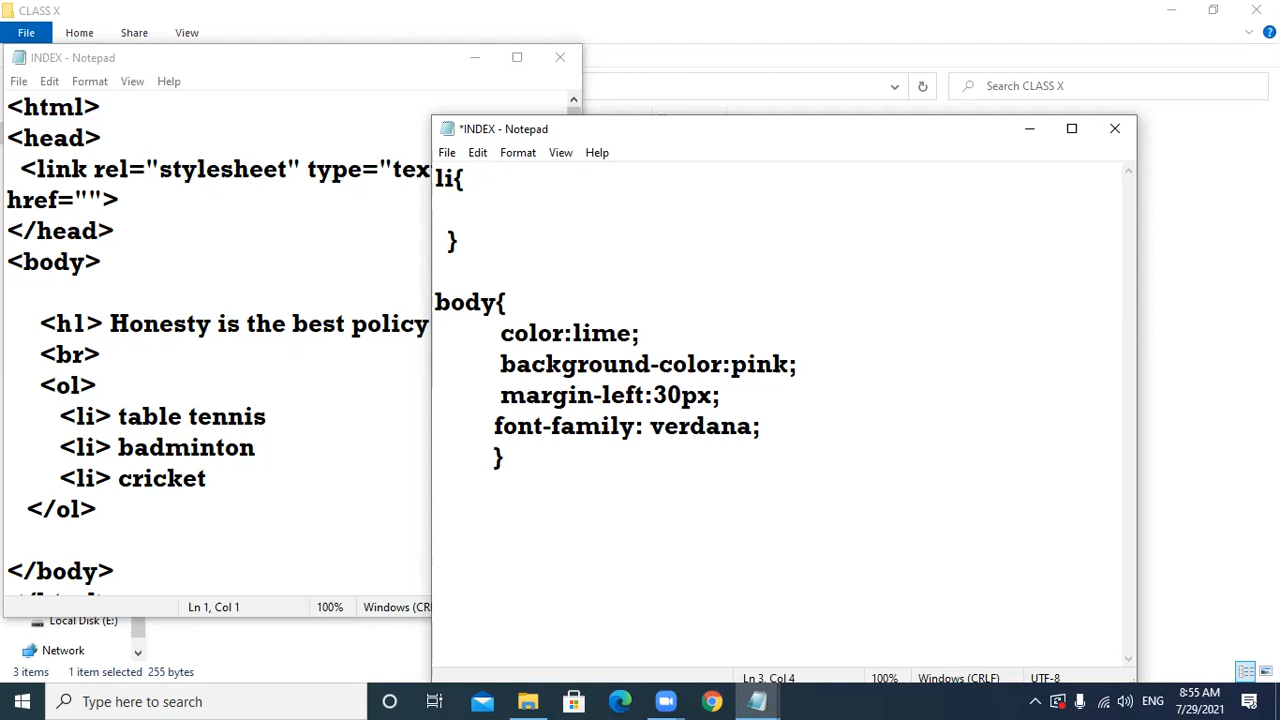 CLASS X
File Home Share View
INDEX - Notepad
File Edit Format View Help
<html>
<head>
<link rel="stylesheet" type="tex
href="">
</head>
<body>
<h1> Honesty is the best policy
<br>
<ol>
<li> table tennis
<li> badminton
<li> cricket
</ol>
</body>
Ln 1, Col 1 100% Windows (CR
Search CLASS X
*INDEX - Notepad
File Edit Format View Help
li{
}
body{
color:lime;
background-color:pink;
margin-left:30px;
font-family: verdana;
}
Ln 3, Col 4 100% Windows (CRLF) UTF-8
Local Disk (E:)
Network
3 items 1 item selected 255 bytes
Type here to search
ENG
8:55 AM
7/29/2021